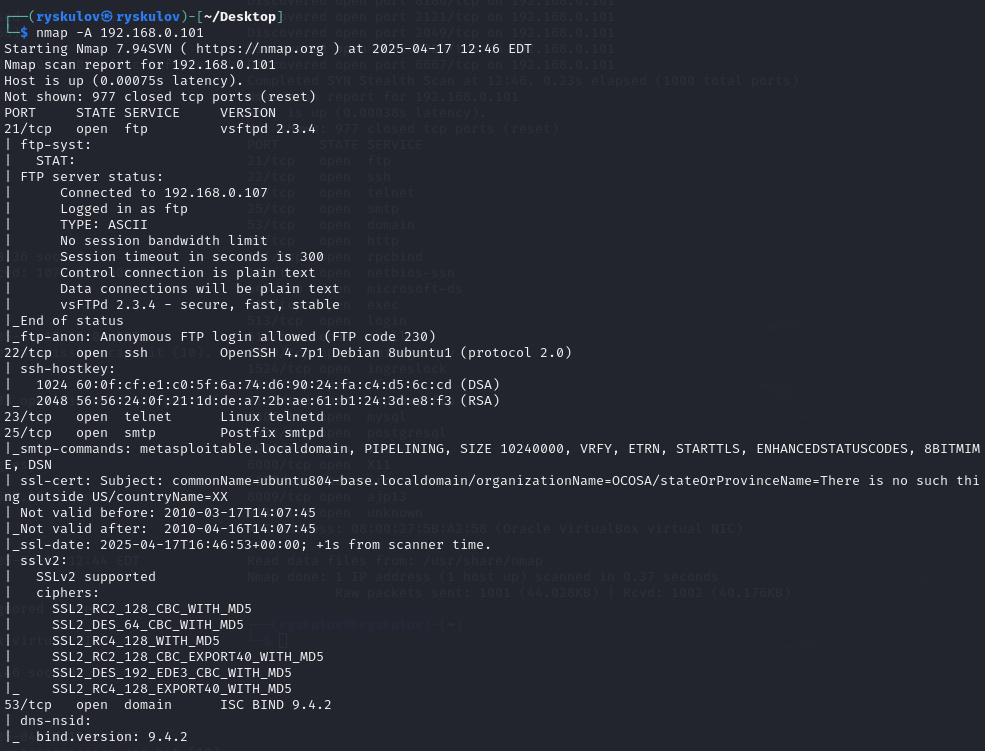 ┌──(ryskulov㉿ryskulov)-[~/Desktop]
└─$ nmap -A 192.168.0.101
Starting Nmap 7.94SVN ( https://nmap.org ) at 2025-04-17 12:46 EDT
Nmap scan report for 192.168.0.101
Host is up (0.00075s latency).
Not shown: 977 closed tcp ports (reset)
PORT     STATE SERVICE     VERSION
21/tcp   open  ftp         vsftpd 2.3.4
| ftp-syst:
|   STAT:
| FTP server status:
|      Connected to 192.168.0.107
|      Logged in as ftp
|      TYPE: ASCII
|      No session bandwidth limit
|      Session timeout in seconds is 300
|      Control connection is plain text
|      Data connections will be plain text
|      vsFTPd 2.3.4 - secure, fast, stable
|_End of status
|_ftp-anon: Anonymous FTP login allowed (FTP code 230)
22/tcp   open  ssh         OpenSSH 4.7p1 Debian 8ubuntu1 (protocol 2.0)
| ssh-hostkey:
|   1024 60:0f:cf:e1:c0:5f:6a:74:d6:90:24:fa:c4:d5:6c:cd (DSA)
|_  2048 56:56:24:0f:21:1d:de:a7:2b:ae:61:b1:24:3d:e8:f3 (RSA)
23/tcp   open  telnet      Linux telnetd
25/tcp   open  smtp        Postfix smtpd
|_smtp-commands: metasploitable.localdomain, PIPELINING, SIZE 10240000, VRFY, ETRN, STARTTLS, ENHANCEDSTATUSCODES, 8BITMIM
E, DSN
| ssl-cert: Subject: commonName=ubuntu804-base.localdomain/organizationName=OCOSA/stateOrProvinceName=There is no such thi
ng outside US/countryName=XX
| Not valid before: 2010-03-17T14:07:45
|_Not valid after:  2010-04-16T14:07:45
|_ssl-date: 2025-04-17T16:46:53+00:00; +1s from scanner time.
| sslv2:
|   SSLv2 supported
|   ciphers:
|     SSL2_RC2_128_CBC_WITH_MD5
|     SSL2_DES_64_CBC_WITH_MD5
|     SSL2_RC4_128_WITH_MD5
|     SSL2_RC2_128_CBC_EXPORT40_WITH_MD5
|     SSL2_DES_192_EDE3_CBC_WITH_MD5
|_    SSL2_RC4_128_EXPORT40_WITH_MD5
53/tcp   open  domain      ISC BIND 9.4.2
| dns-nsid:
|_  bind.version: 9.4.2